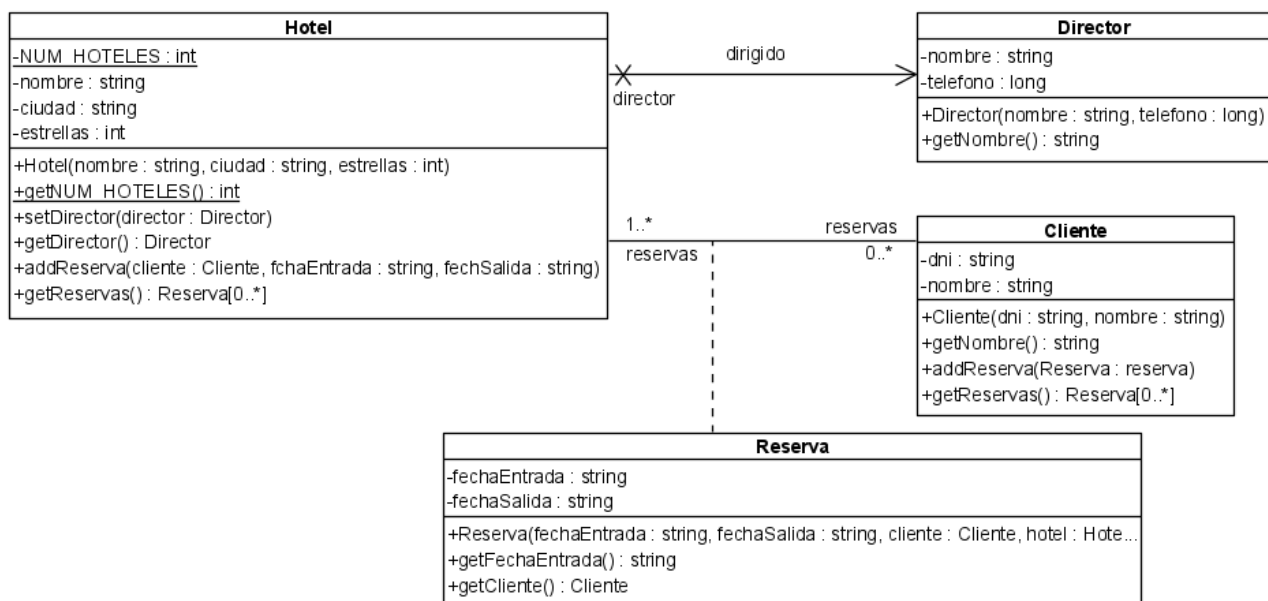 Hotel
-NUM_HOTELES : int
-nombre : string
-ciudad : string
-estrellas : int
+Hotel(nombre : string, ciudad : string, estrellas : int)
+getNUM_HOTELES() : int
+setDirector(director : Director)
+getDirector() : Director
+addReserva(cliente : Cliente, fchaEntrada : string, fechSalida : string)
+getReservas() : Reserva[0..*]
dirigido
director
Director
-nombre : string
-telefono : long
+Director(nombre : string, telefono : long)
+getNombre() : string
1..*
reservas
reservas
0..*
Cliente
-dni : string
-nombre : string
+Cliente(dni : string, nombre : string)
+getNombre() : string
+addReserva(Reserva : reserva)
+getReservas() : Reserva[0..*]
Reserva
-fechaEntrada : string
-fechaSalida : string
+Reserva(fechaEntrada : string, fechaSalida : string, cliente : Cliente, hotel : Hote...
+getFechaEntrada() : string
+getCliente() : Cliente